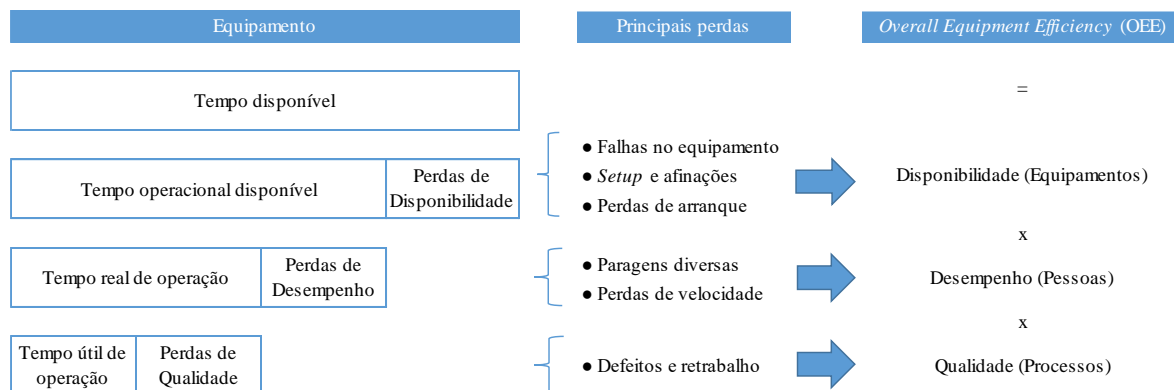 Equipamento
Principais perdas
Overall Equipment Efficiency (OEE)
Tempo disponível
=
Tempo operacional disponível
Perdas de
Disponibilidade
● Falhas no equipamento
● Setup e afinações
● Perdas de arranque
Disponibilidade (Equipamentos)
x
Tempo real de operação
Perdas de
Desempenho
● Paragens diversas
● Perdas de velocidade
Desempenho (Pessoas)
x
Tempo útil de
operação
Perdas de
Qualidade
● Defeitos e retrabalho
Qualidade (Processos)